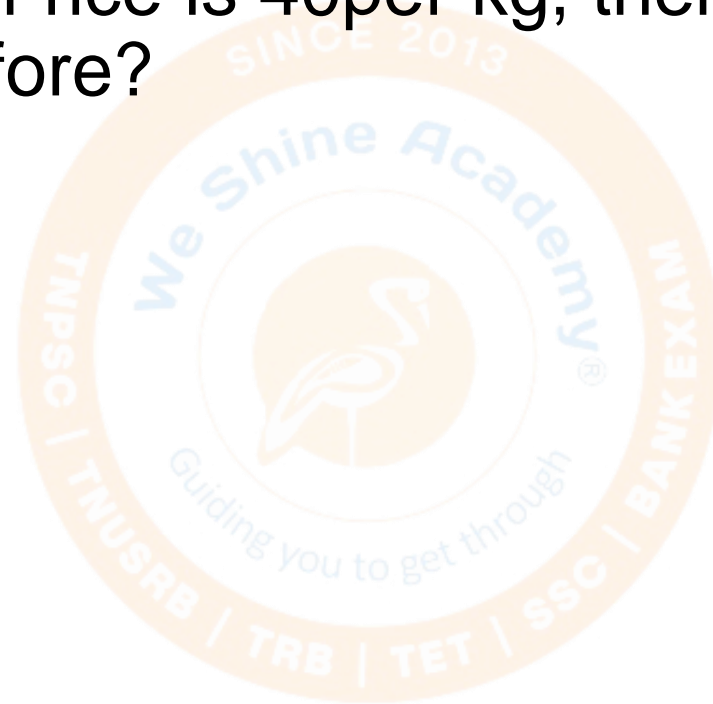 rice is 40per kg, then
fore?
SINCE 2013
We Shine Academy®
Guiding you to get through
TNPSC | TNUSRB | TRB | TET | SSC | BANK EXAM